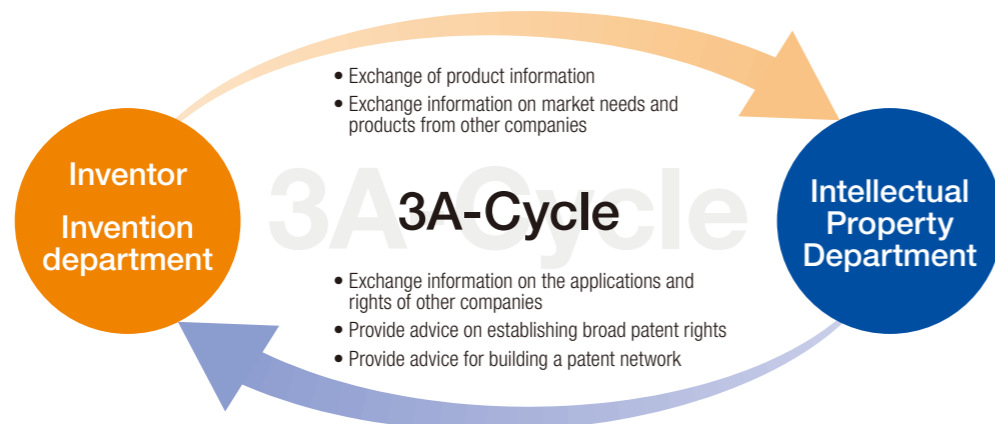 • Exchange of product information
• Exchange information on market needs and
products from other companies
Inventor
Invention
department
3A-Cycle
3A-Cycle
Intellectual
Property
Department
• Exchange information on the applications and
rights of other companies
• Provide advice on establishing broad patent rights
• Provide advice for building a patent network